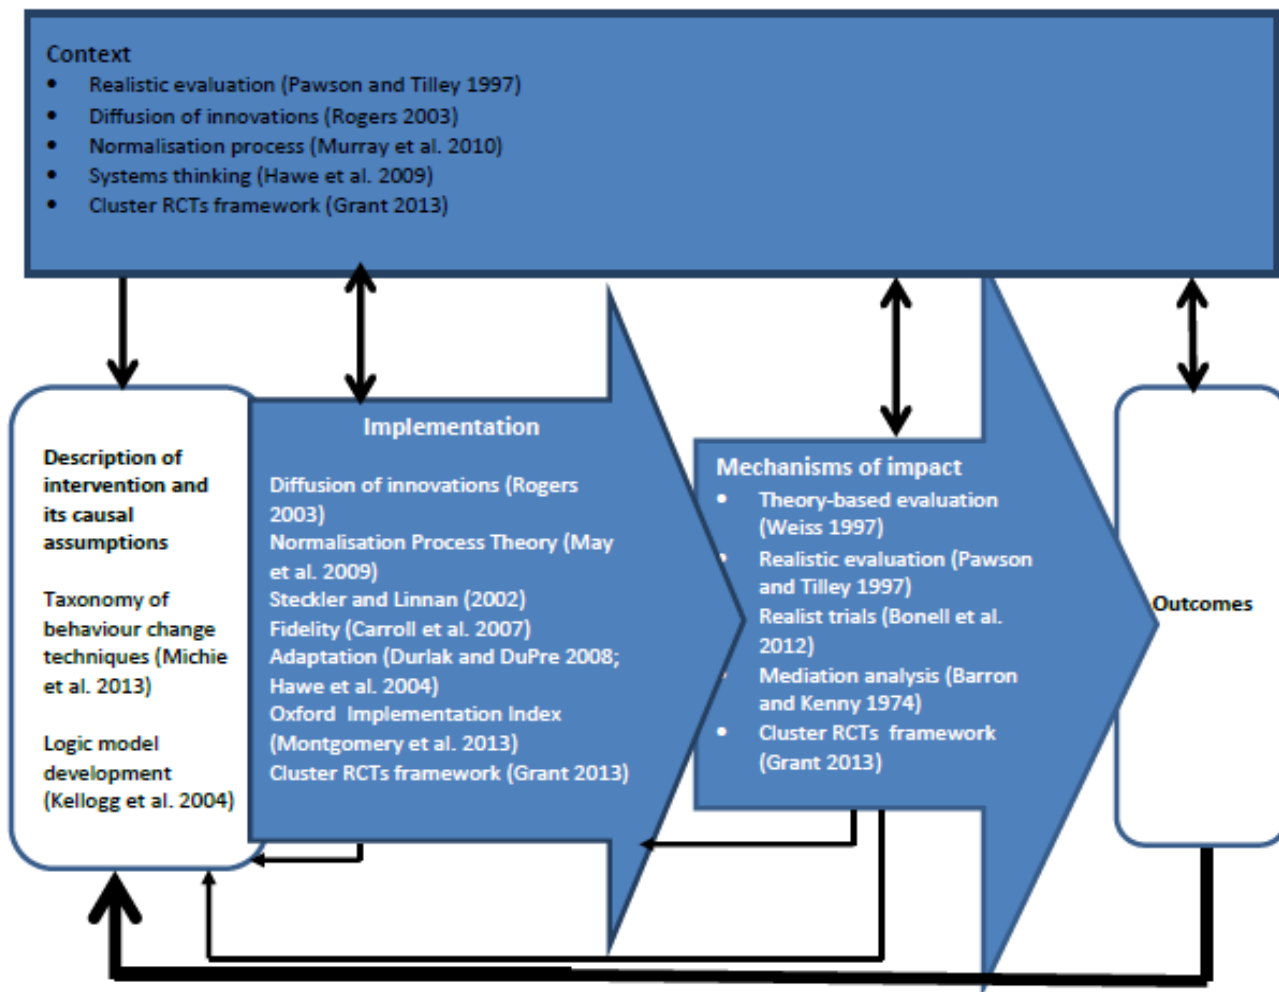 Context
• Realistic evaluation (Pawson and Tilley 1997)
• Diffusion of innovations (Rogers 2003)
• Normalisation process (Murray et al. 2010)
• Systems thinking (Hawe et al. 2009)
• Cluster RCTs framework (Grant 2013)
Description of
intervention and
its causal
assumptions
Taxonomy of
behaviour change
techniques (Michie
et al. 2013)
Logic model
development
(Kellogg et al. 2004)
Implementation
Diffusion of innovations (Rogers
2003)
Normalisation Process Theory (May
et al. 2009)
Steckler and Linnan (2002)
Fidelity (Carroll et al. 2007)
Adaptation (Durlak and DuPre 2008;
Hawe et al. 2004)
Oxford Implementation Index
(Montgomery et al. 2013)
Cluster RCTs framework (Grant 2013)
Mechanisms of impact
• Theory-based evaluation
(Weiss 1997)
• Realistic evaluation (Pawson
and Tilley 1997)
Realist trials (Bonell et al.
2012)
• Mediation analysis (Barron
and Kenny 1974)
• Cluster RCTs framework
(Grant 2013)
Outcomes